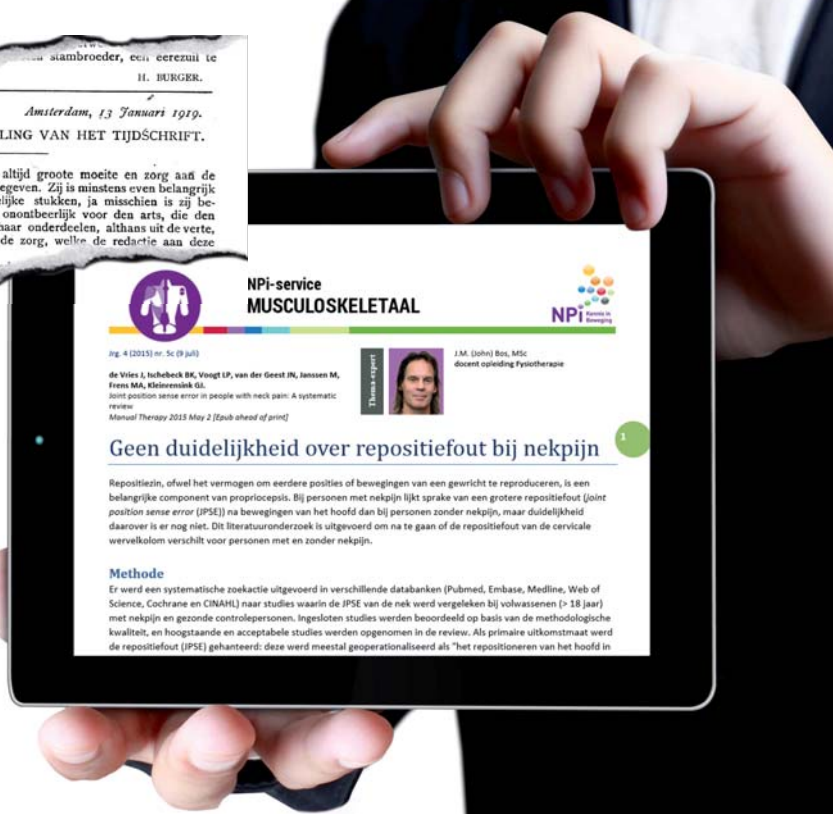 stambroeder, een eerezuil te
H. BURGER.
Amsterdam, 13 Januari 1919.
LING VAN HET TIJDSCHRIFT.
altijd groote moeite en zorg aan de
egeven. Zij is minstens even belangrijk
lijke stukken, ja misschien is zij be-
onontbeerlijk voor den arts, die den
haar onderdeelen, althans uit de verte,
de zorg, welke de redactie aan deze
NPi-service
MUSCULOSKELETAAL
NPi Kennis in
Beweging
Jrg. 4 (2015) nr. 5c (9 juli)
de Vries J, Ischebeck BK, Voogt LP, van der Geest JN, Janssen M,
Frens MA, Kleinrensink GJ.
Joint position sense error in people with neck pain: A systematic
review
Manual Therapy 2015 May 2 [Epub ahead of print]
Thema-expert
J.M. (John) Bos, MSc
docent opleiding Fysiotherapie
1
Geen duidelijkheid over repositiefout bij nekpijn
Repositiezin, ofwel het vermogen om eerdere posities of bewegingen van een gewricht te reproduceren, is een
belangrijke component van propriocepsis. Bij personen met nekpijn lijkt sprake van een grotere repositiefout (joint
position sense error (JPSE)) na bewegingen van het hoofd dan bij personen zonder nekpijn, maar duidelijkheid
daarover is er nog niet. Dit literatuuronderzoek is uitgevoerd om na te gaan of de repositiefout van de cervicale
wervelkolom verschilt voor personen met en zonder nekpijn.
Methode
Er werd een systematische zoekactie uitgevoerd in verschillende databanken (Pubmed, Embase, Medline, Web of
Science, Cochrane en CINAHL) naar studies waarin de JPSE van de nek werd vergeleken bij volwassenen (> 18 jaar)
met nekpijn en gezonde controlepersonen. Ingesloten studies werden beoordeeld op basis van de methodologische
kwaliteit, en hoogstaande en acceptabele studies werden opgenomen in de review. Als primaire uitkomstmaat werd
de repositiefout (JPSE) gehanteerd: deze werd meestal geoperationaliseerd als "het repositioneren van het hoofd in